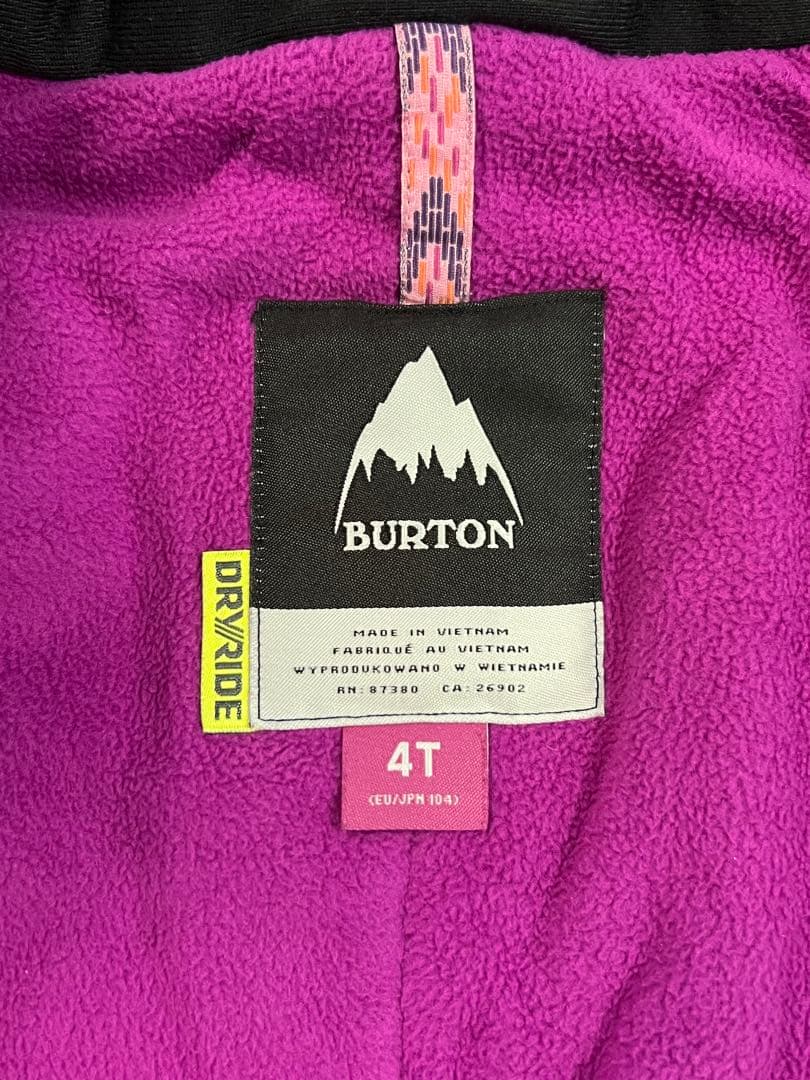 BURTON
DRY//RIDE
MADE IN VIETNAM
FABRIQUÉ AU VIETNAM
WYPRODUKOWANO W WIETNAMIE
RN: 87380 CA: 26902
4T
(EU/JPN 104)